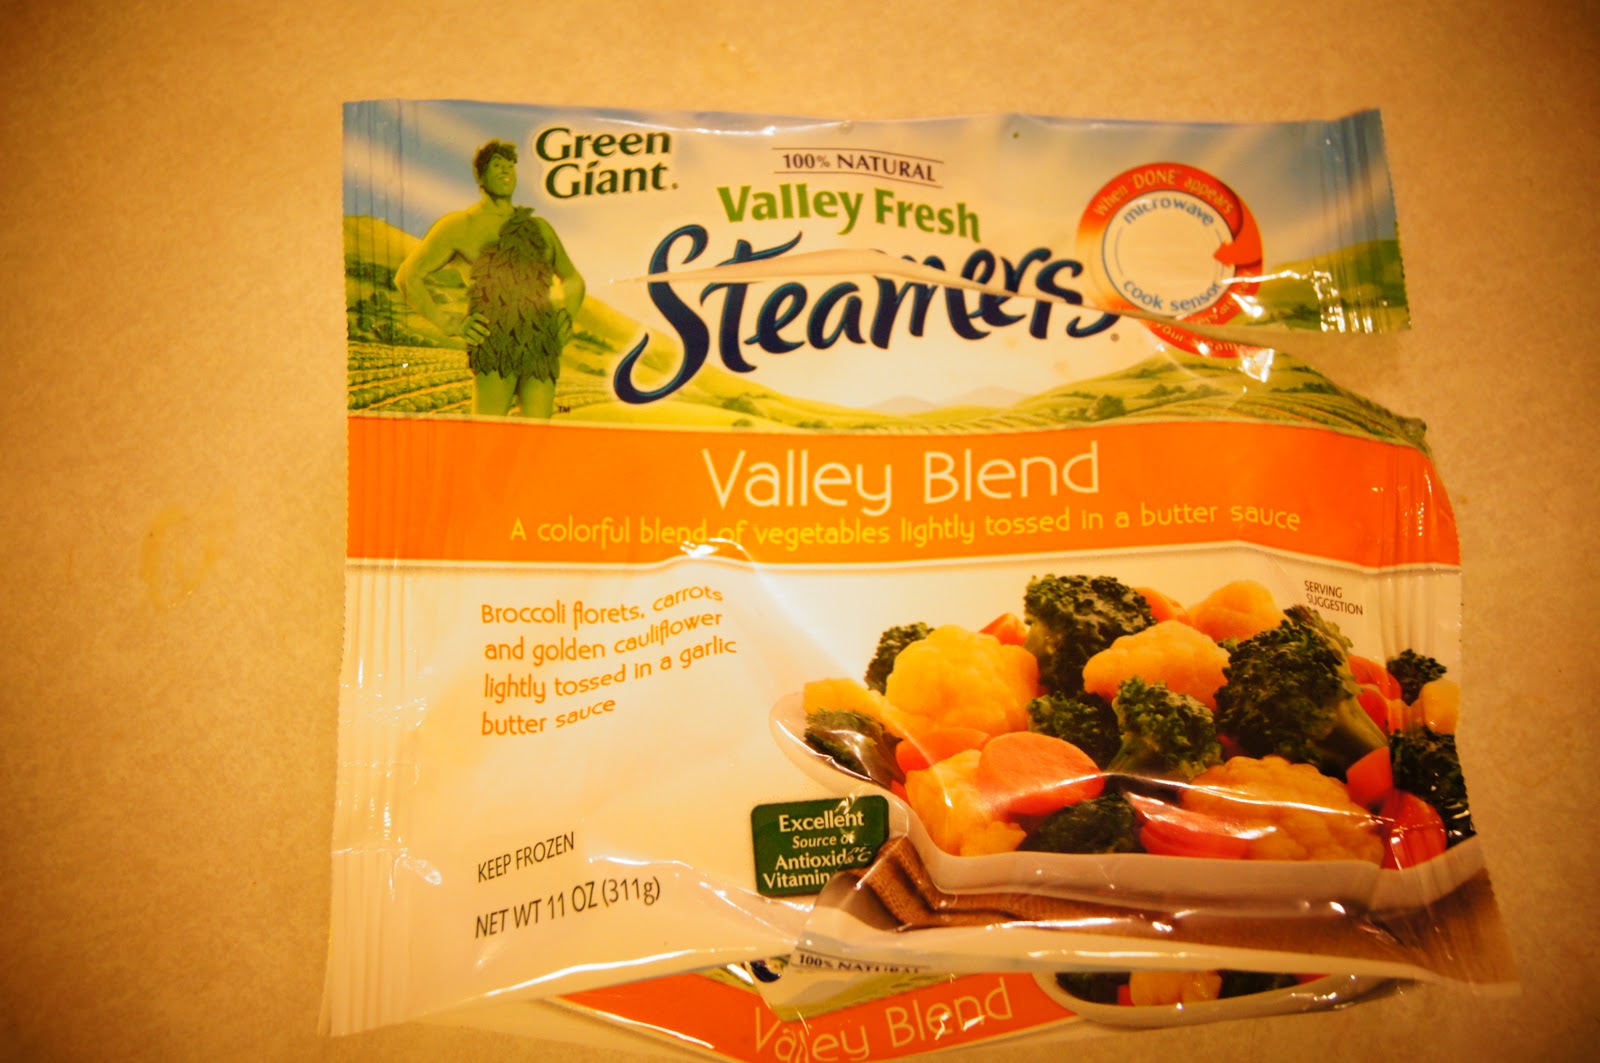 Green
Giant.
100% NATURAL
Valley Fresh
Steamers®
When "DONE" appears
microwave
cook sensor
TM
Valley Blend
A colorful blend of vegetables lightly tossed in a butter sauce
SERVING
SUGGESTION
Broccoli florets, carrots
and golden cauliflower
lightly tossed in a garlic
butter sauce
Excellent
Source of
KEEP FROZEN
NET WT 11 OZ (311g)
100% NATURAL
Valley Blend